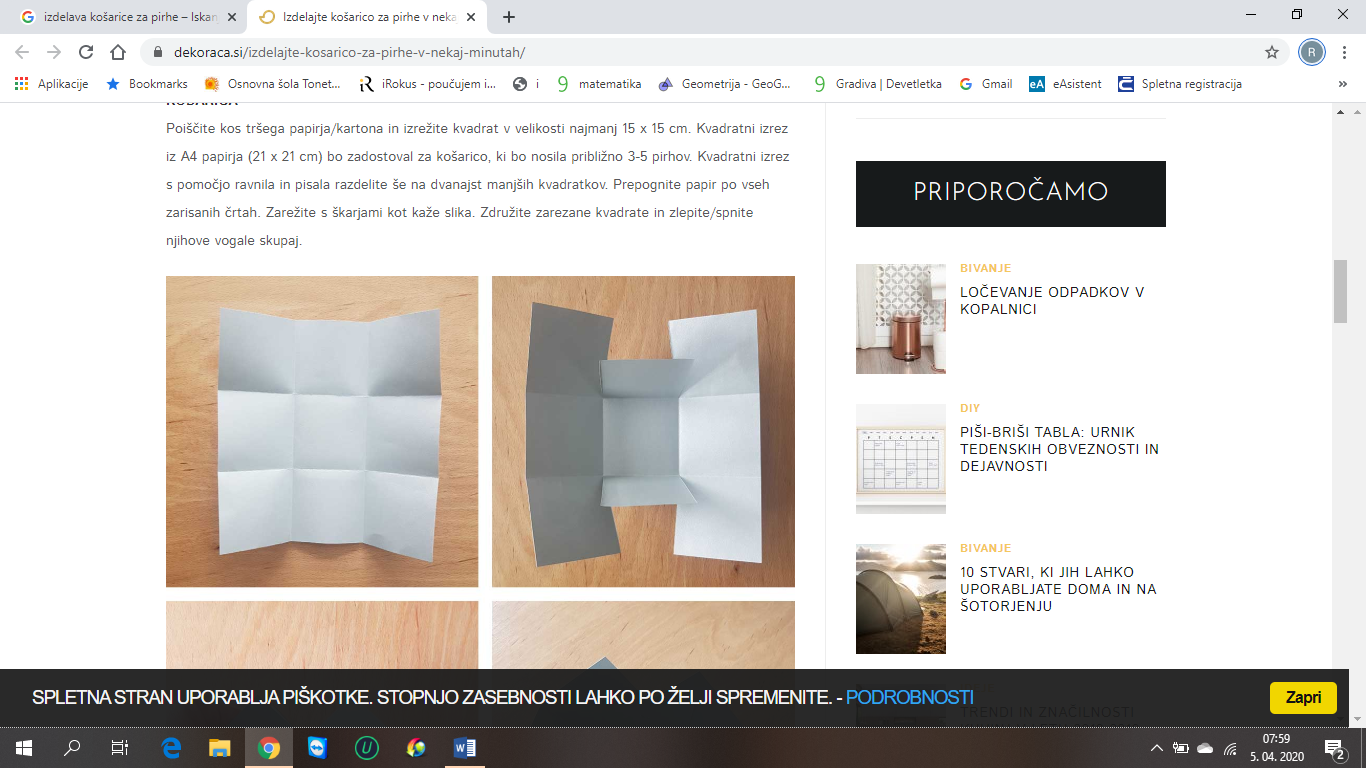 izdelava košarice za pirhe – Iskan
Izdelajte košarico za pirhe v neka
dekoraca.si/izdelajte-kosarico-za-pirhe-v-nekaj-minutah/
R
Aplikacije
Bookmarks
Osnovna šola Tonet...
iRokus - poučujem i...
i
matematika
Geometrija - GeoG...
Gradiva | Devetletka
Gmail
eAsistent
Spletna registracija
Poiščite kos tršega papirja/kartona in izrežite kvadrat v velikosti najmanj 15 x 15 cm. Kvadratni izrez
iz A4 papirja (21 x 21 cm) bo zadostoval za košarico, ki bo nosila približno 3-5 pirhov. Kvadratni izrez
s pomočjo ravnila in pisala razdelite še na dvanajst manjših kvadratkov. Prepognite papir po vseh
zarisanih črtah. Zarežite s škarjami kot kaže slika. Združite zarezane kvadrate in zlepite/spnite
njihove vogale skupaj.
PRIPOROČAMO
BIVANJE
LOČEVANJE ODPADKOV V
KOPALNICI
DIY
PIŠI-BRIŠI TABLA: URNIK
TEDENSKIH OBVEZNOSTI IN
DEJAVNOSTI
BIVANJE
10 STVARI, KI JIH LAHKO
UPORABLJATE DOMA IN NA
ŠOTORJENJU
TRENDI IN ZNAČILNOSTI
SPLETNA STRAN UPORABLJA PIŠKOTKE. STOPNJO ZASEBNOSTI LAHKO PO ŽELJI SPREMENITE. - PODROBNOSTI
Zapri
07:59
5. 04. 2020
2